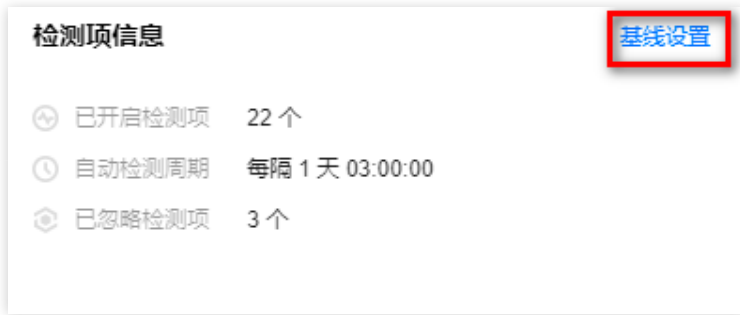 检测项信息 基线设置
已开启检测项 22 个
自动检测周期 每隔 1 天 03:00:00
已忽略检测项 3 个